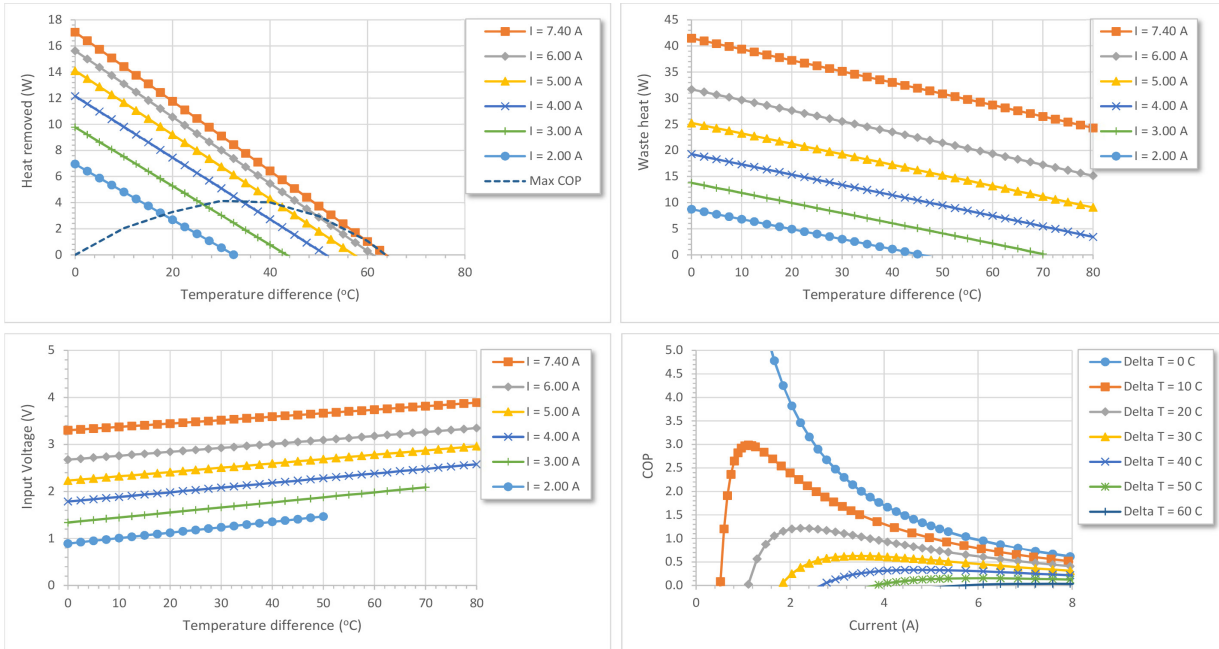 18
16
14
12
10
8
6
4
2
0
Heat removed (W)
0
20
40
60
80
Temperature difference (°C)
I = 7.40 A
I = 6.00 A
I = 5.00 A
I = 4.00 A
I = 3.00 A
I = 2.00 A
Max COP
45
40
35
30
25
20
15
10
5
0
Waste heat (W)
0
10
20
30
40
50
60
70
80
Temperature difference (°C)
I = 7.40 A
I = 6.00 A
I = 5.00 A
I = 4.00 A
I = 3.00 A
I = 2.00 A
5
4
3
2
1
0
Input Voltage (V)
0
10
20
30
40
50
60
70
80
Temperature difference (°C)
I = 7.40 A
I = 6.00 A
I = 5.00 A
I = 4.00 A
I = 3.00 A
I = 2.00 A
5.0
4.5
4.0
3.5
3.0
2.5
2.0
1.5
1.0
0.5
0.0
COP
0
2
4
6
8
Current (A)
Delta T = 0 C
Delta T = 10 C
Delta T = 20 C
Delta T = 30 C
Delta T = 40 C
Delta T = 50 C
Delta T = 60 C